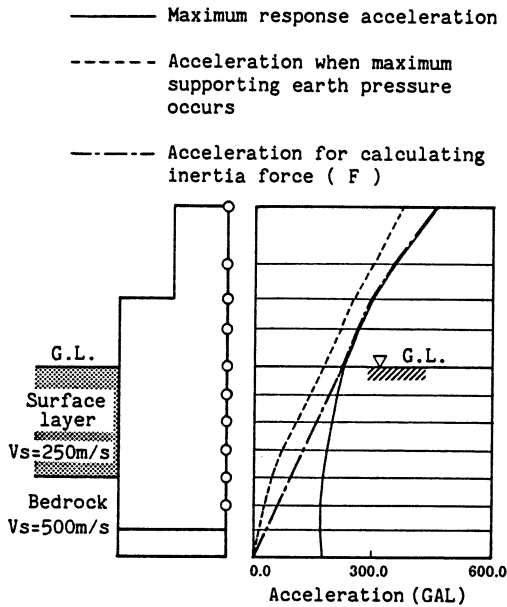 Maximum response acceleration
Acceleration when maximum
supporting earth pressure
occurs
Acceleration for calculating
inertia force ( F )
G.L.
Surface
layer
Vs=250m/s
Bedrock
Vs=500m/s
G.L.
0.0 300.0 600.0
Acceleration (GAL)